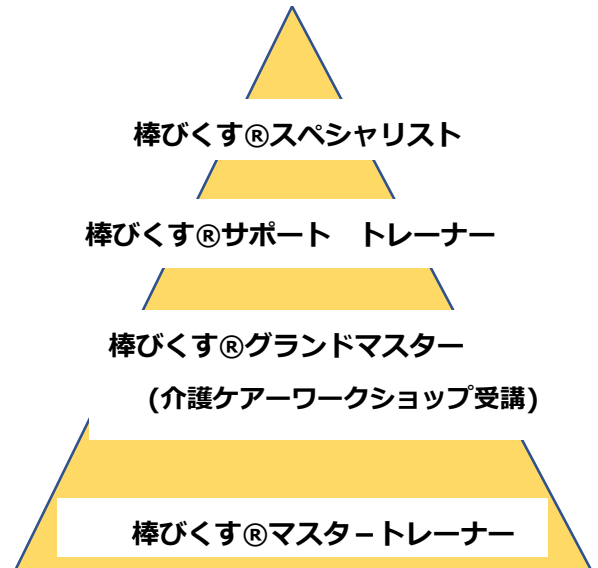 棒びくす®スペシャリスト
棒びくす®サポート　トレーナー
棒びくす®グランドマスター
(介護ケアーワークショップ受講)
棒びくす®マスタ－トレーナー